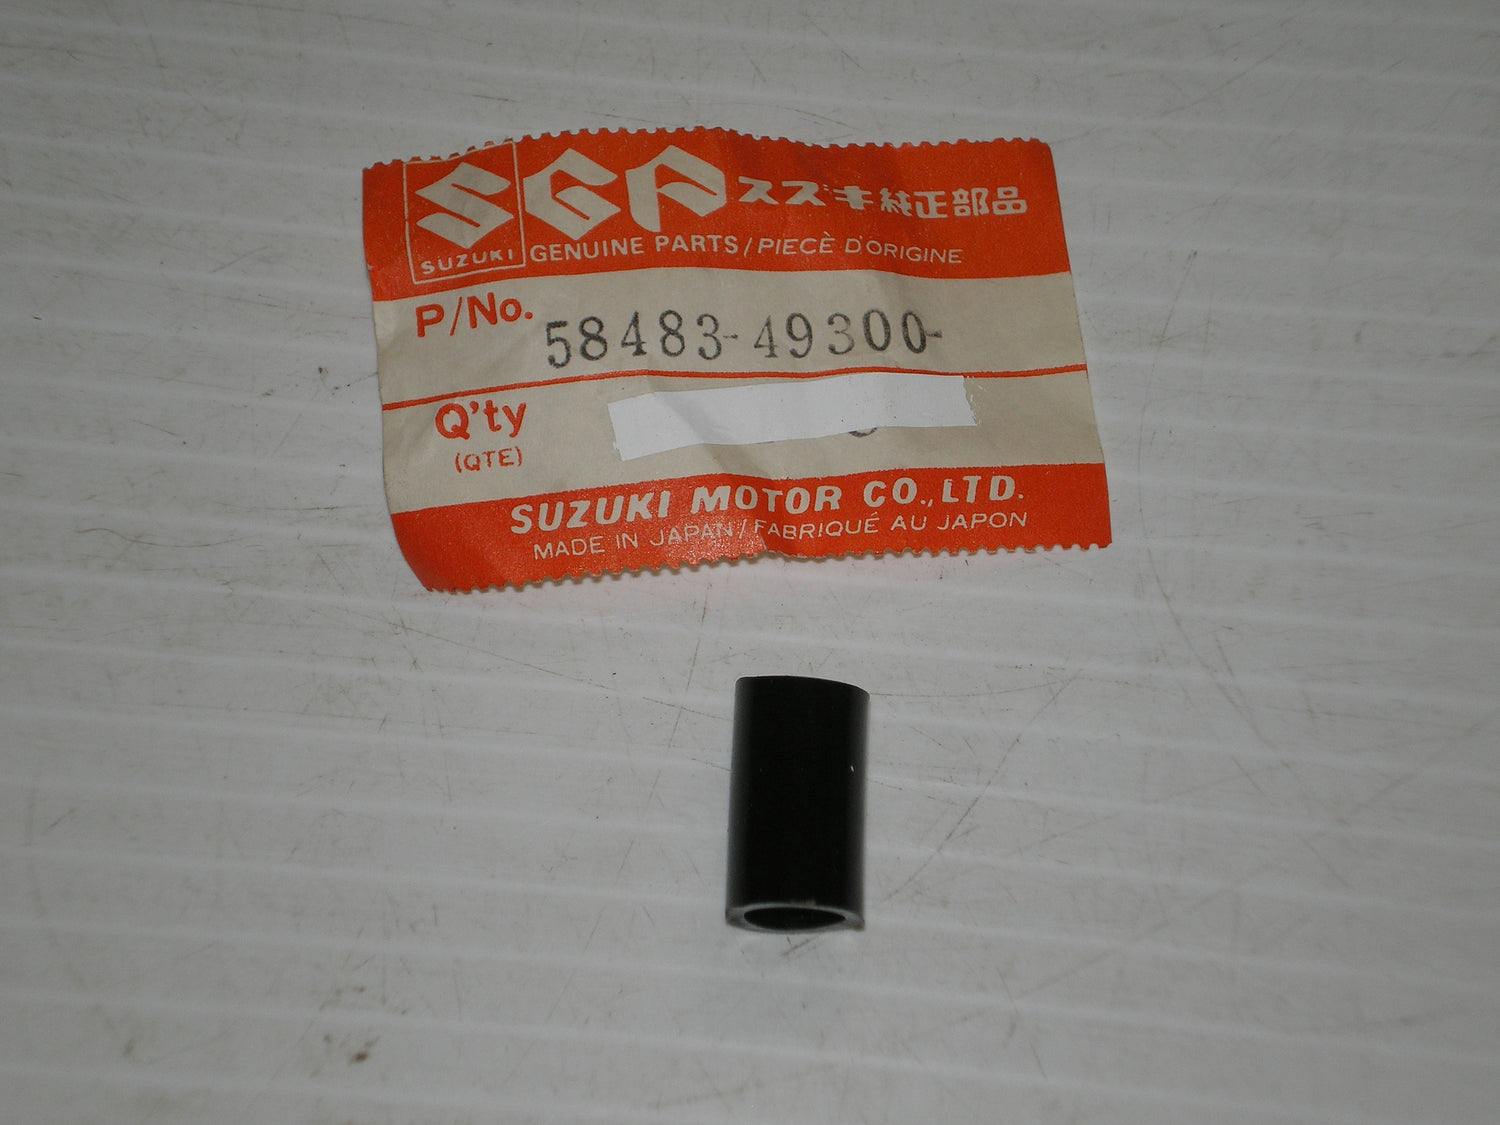 SGP スズキ純正部品
SUZUKI GENUINE PARTS/PIECÈ D'ORIGINE
P/No. 58483-49300-
Q'ty
(QTE)
SUZUKI MOTOR CO.,LTD.
MADE IN JAPAN/FABRIQUÉ AU JAPON